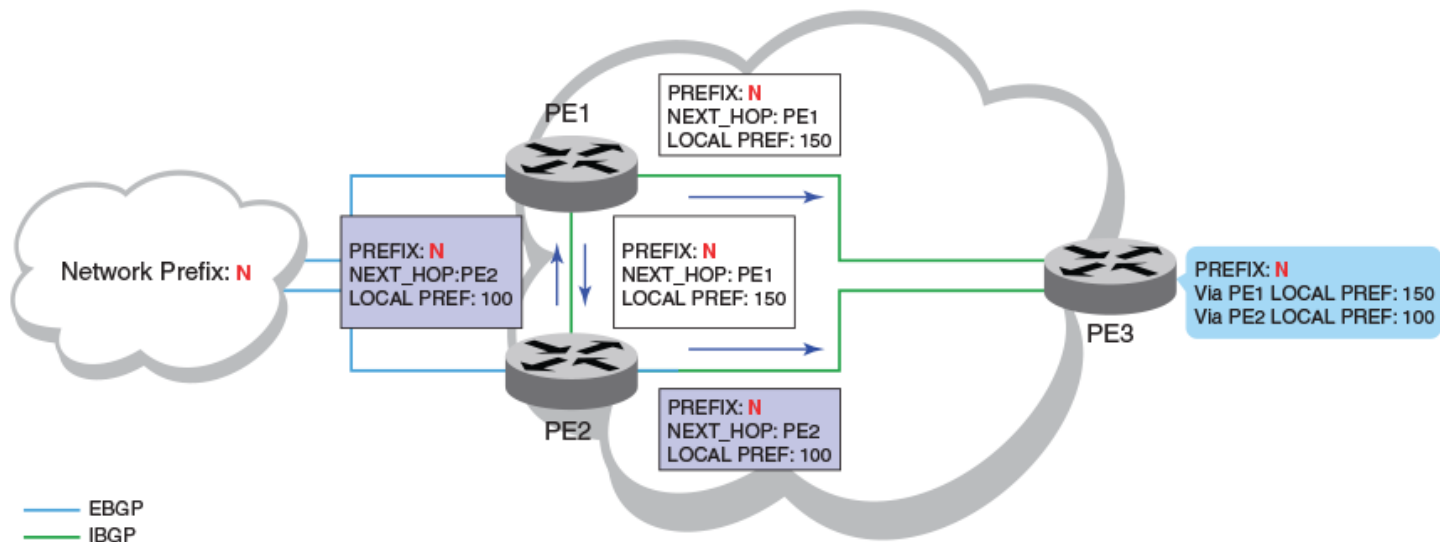 PE1
PREFIX: N
NEXT_HOP: PE1
LOCAL PREF: 150
Network Prefix: N
PREFIX: N
NEXT_HOP:PE2
LOCAL PREF: 100
PREFIX: N
NEXT_HOP: PE1
LOCAL PREF: 150
PE3
PREFIX: N
Via PE1 LOCAL PREF: 150
Via PE2 LOCAL PREF: 100
PE2
PREFIX: N
NEXT_HOP: PE2
LOCAL PREF: 100
EBGP
IBGP